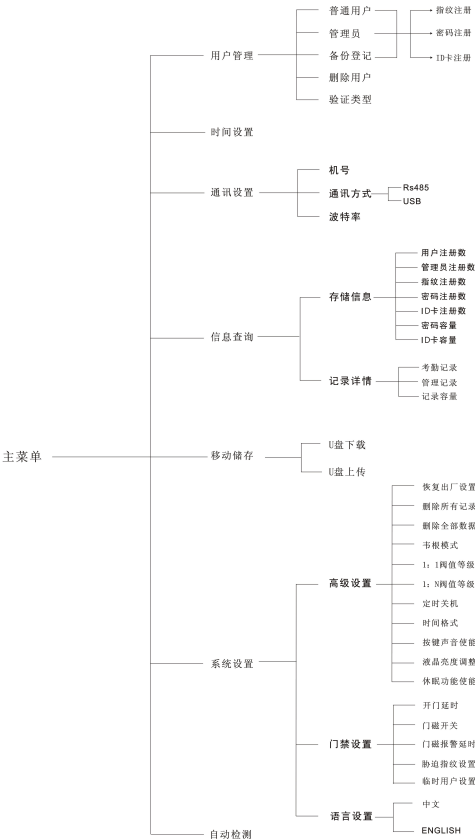 主菜单
用户管理
普通用户
管理员
备份登记
指纹注册
密码注册
ID卡注册
删除用户
验证类型
时间设置
通讯设置
机号
通讯方式
Rs485
USB
波特率
信息查询
存储信息
用户注册数
管理员注册数
指纹注册数
密码注册数
ID卡注册数
密码容量
ID卡容量
记录详情
考勤记录
管理记录
记录容量
移动储存
U盘下载
U盘上传
系统设置
高级设置
恢复出厂设置
删除所有记录
删除全部数据
韦根模式
1：1阀值等级
1：N阀值等级
定时关机
时间格式
按键声音使能
液晶亮度调整
休眠功能使能
门禁设置
开门延时
门磁开关
门磁报警延时
胁迫指纹设置
临时用户设置
语言设置
中文
ENGLISH
自动检测